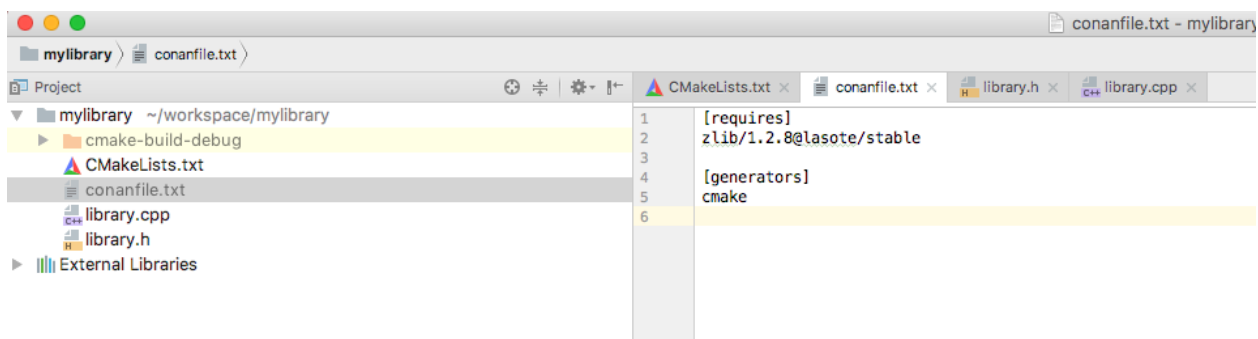 conanfile.txt - mylibrary
mylibrary conanfile.txt
Project
CMakeLists.txt conanfile.txt library.h library.cpp
mylibrary ~/workspace/mylibrary
cmake-build-debug
CMakeLists.txt
conanfile.txt
C++ library.cpp
H library.h
External Libraries
1 [requires]
2 zlib/1.2.8@lasote/stable
3
4 [generators]
5 cmake
6